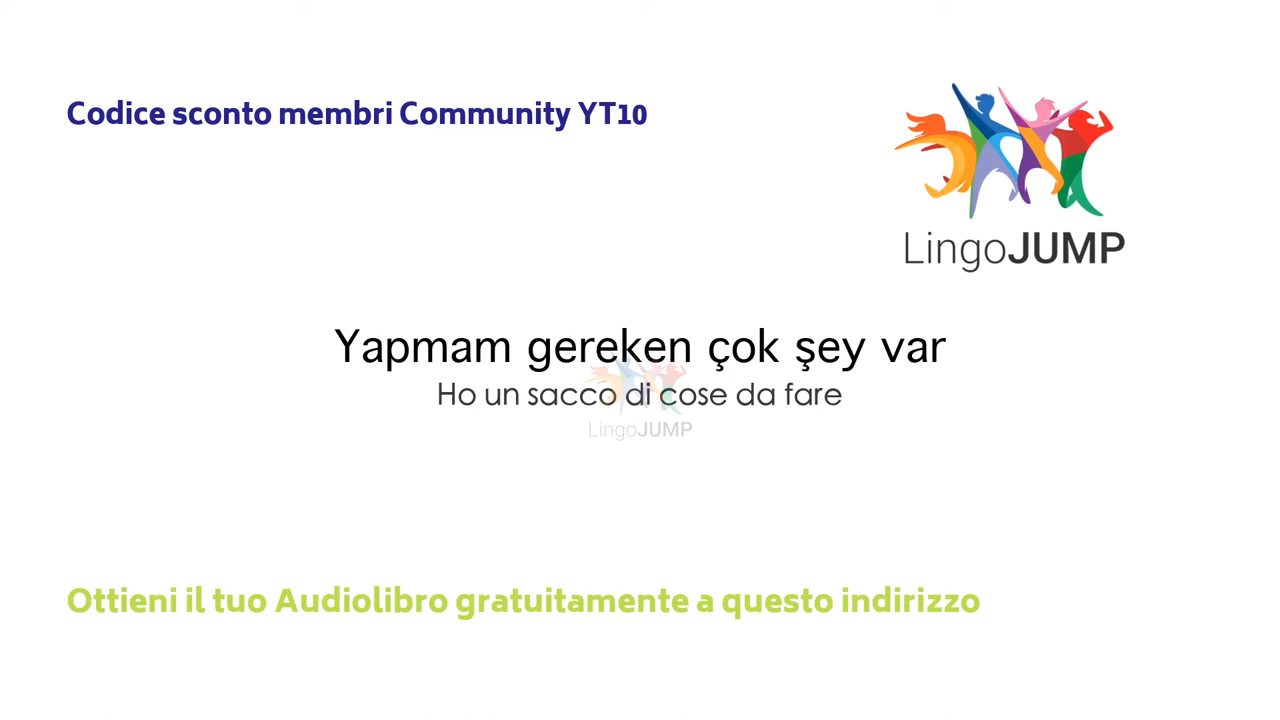 Codice sconto membri Community YT10
LingoJUMP
Yapmam gereken çok şey var
Ho un sacco di cose da fare
LingoJUMP
Ottieni il tuo Audiolibro gratuitamente a questo indirizzo